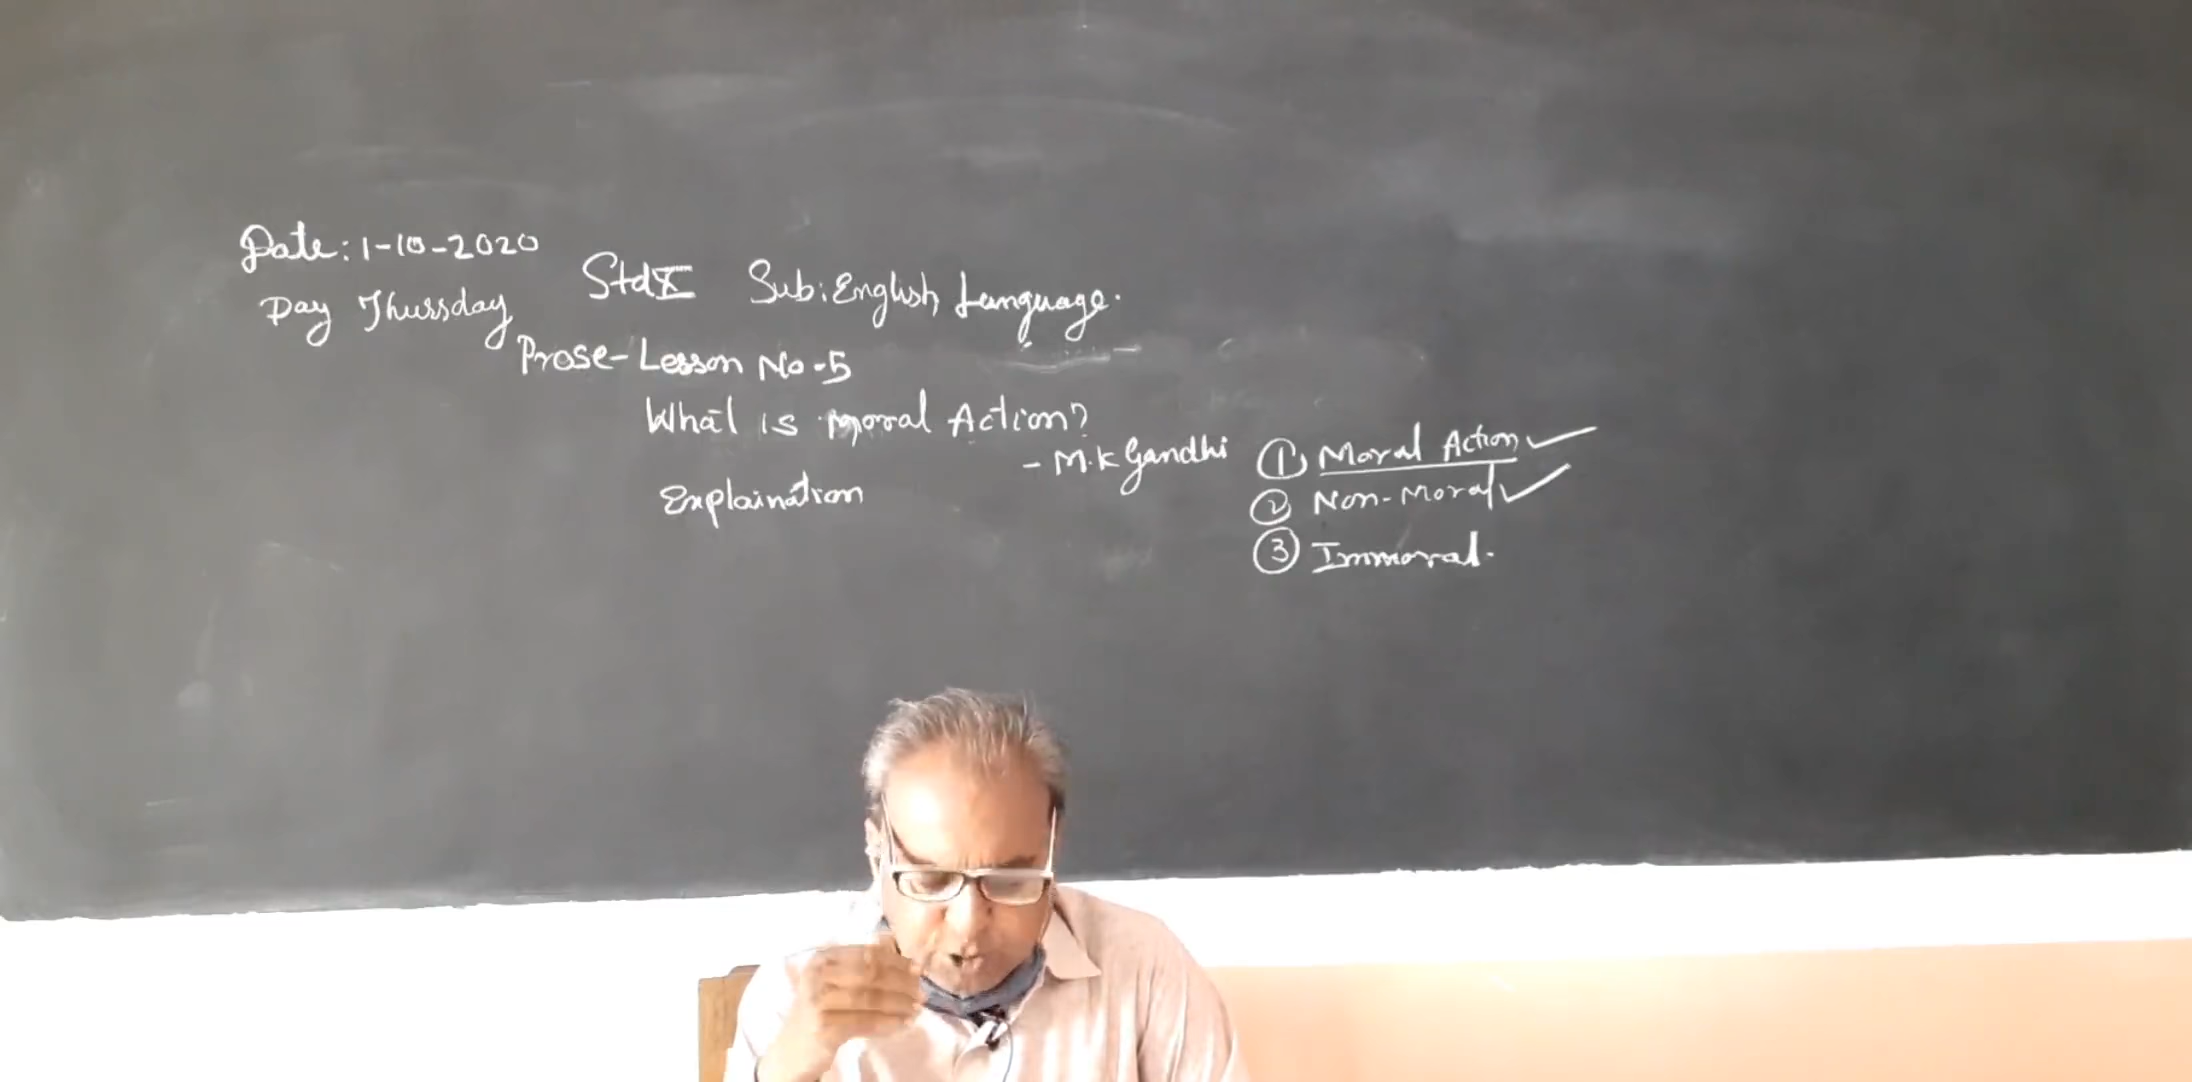 Date: 1-10-2020
Day Thursday
Std X Sub: English Language.
Prose-Lesson No-5
What is moral Action?
- M.K Gandhi
Explaination
① Moral Action ✓
② Non-Moral ✓
③ Immoral.